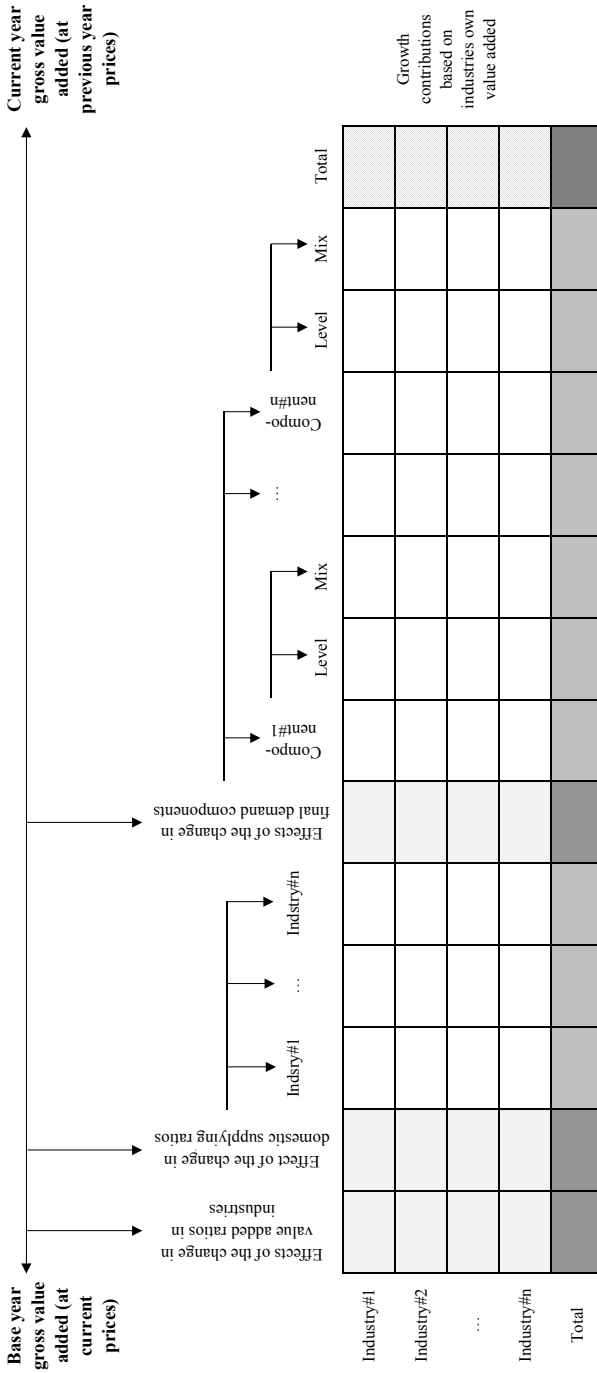 Base year
gross value
added (at
current
prices)
Current year
gross value
added (at
previous year
prices)
Effects of the change in
value added ratios in
industries
Effect of the change in
domestic supplying ratios
Indsry#1
…
Indstry#n
Effects of the change in
final demand components
Compo-
nent#1
Level
Mix
…
Compo-
nent#n
Level
Mix
Total
Industry#1
Industry#2
…
Industry#n
Total
Growth
contributions
based on
industries own
value added